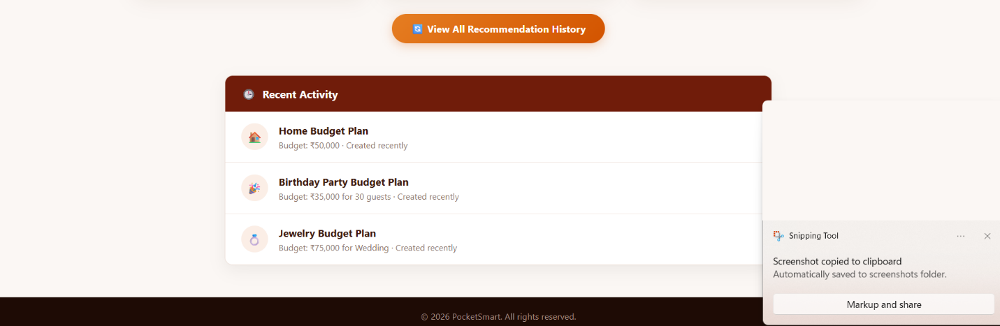 View All Recommendation History
Recent Activity
Home Budget Plan
Budget: ₹50,000 · Created recently
Birthday Party Budget Plan
Budget: ₹35,000 for 30 guests · Created recently
Jewelry Budget Plan
Budget: ₹75,000 for Wedding · Created recently
Snipping Tool
Screenshot copied to clipboard
Automatically saved to screenshots folder.
Markup and share
© 2026 PocketSmart. All rights reserved.